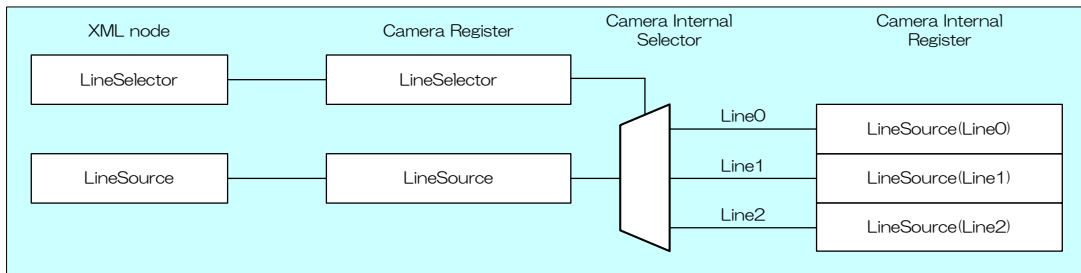 XML node
Camera Register
Camera Internal
Selector
Camera Internal
Register
LineSelector
LineSelector
Line0
LineSource(Line0)
LineSource
LineSource
Line1
LineSource(Line1)
Line2
LineSource(Line2)